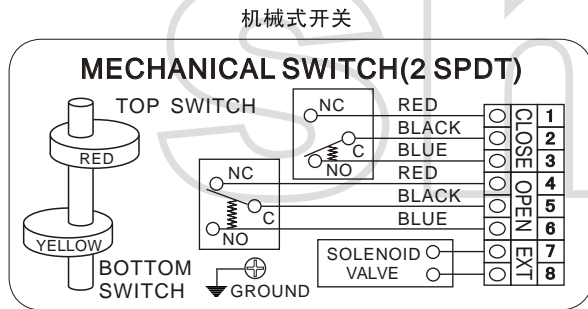 机械式开关
MECHANICAL SWITCH(2 SPDT)
TOP SWITCH
RED
YELLOW
BOTTOM
SWITCH
GROUND
NC
C
NO
NC
C
NO
RED
BLACK
BLUE
RED
BLACK
BLUE
SOLENOID
VALVE
CLOSE
OPEN
EXT
1
2
3
4
5
6
7
8